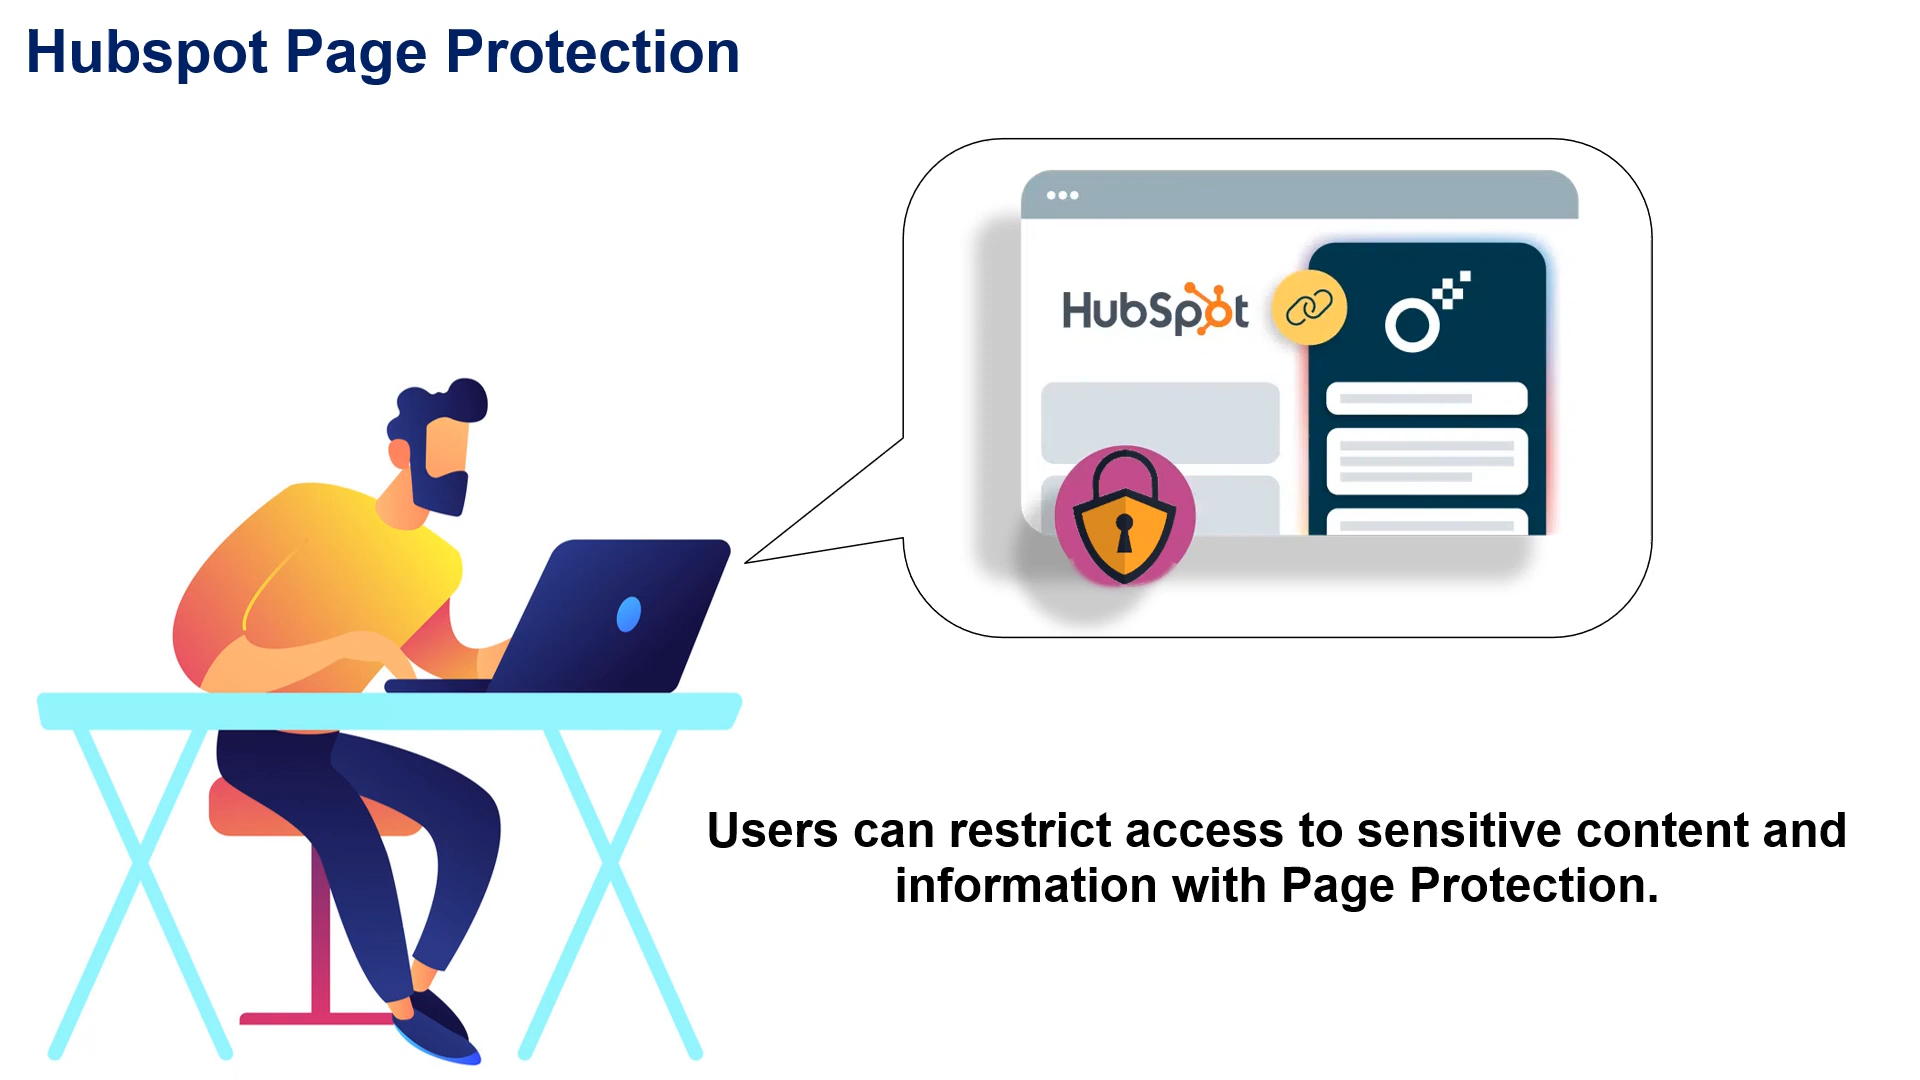 Hubspot Page Protection
HubSpot
Users can restrict access to sensitive content and
information with Page Protection.